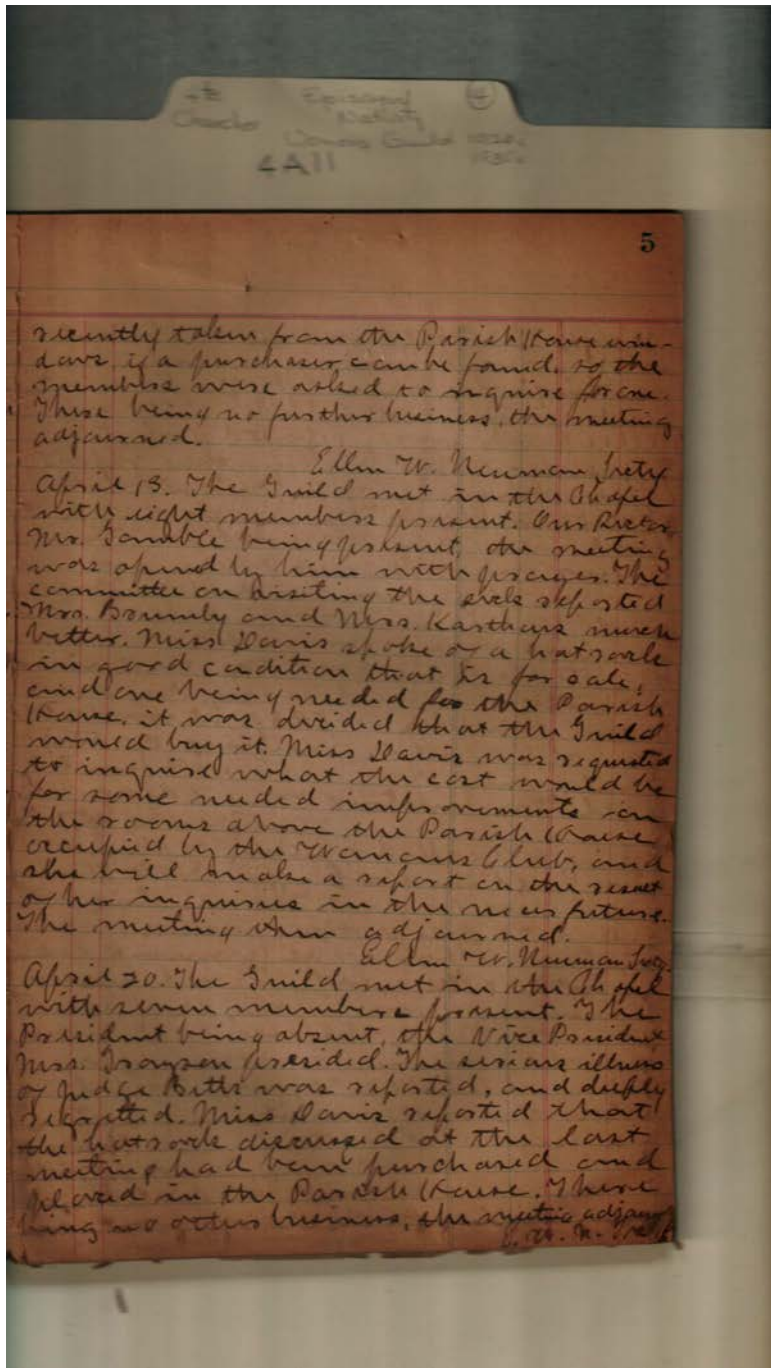 Episcopal
Church Nativity
Womans Guild
4A11
5
recently taken from the Parish House win-
dows, if a purchaser can be found, so the
members were asked to inquire for one.
There being no further business, the meeting
adjourned.
Ellen W. Neuman, Secty.
April 13. The Guild met in the Chapel
with eight members present. Our Rector,
Mr. Gamble being present, the meeting
was opened by him with prayers. The
committee on visiting the sick reported
Mrs. Brumby and Mrs. Karthaus much
better. Miss Davis spoke of a hat rack
in good condition that is for sale,
and one being needed for the Parish
House, it was decided that the Guild
would buy it. Miss Davis was requested
to inquire what the cost would be
for some needed improvements in
the rooms above the Parish House
occupied by the Womans Club, and
she will make a report on the result
of her inquiries in the near future.
The meeting then adjourned.
Ellen W. Neuman Secty.
April 20. The Guild met in the Chapel
with seven members present. The
President being absent, the Vice President
Mrs. Grayson presided. The serious illness
of Judge Betts was reported, and deeply
regretted. Miss Davis reported that
the hat rack discussed at the last
meeting had been purchased and
placed in the Parish House. There
being no other business, the meeting adjourned
E. W. N.